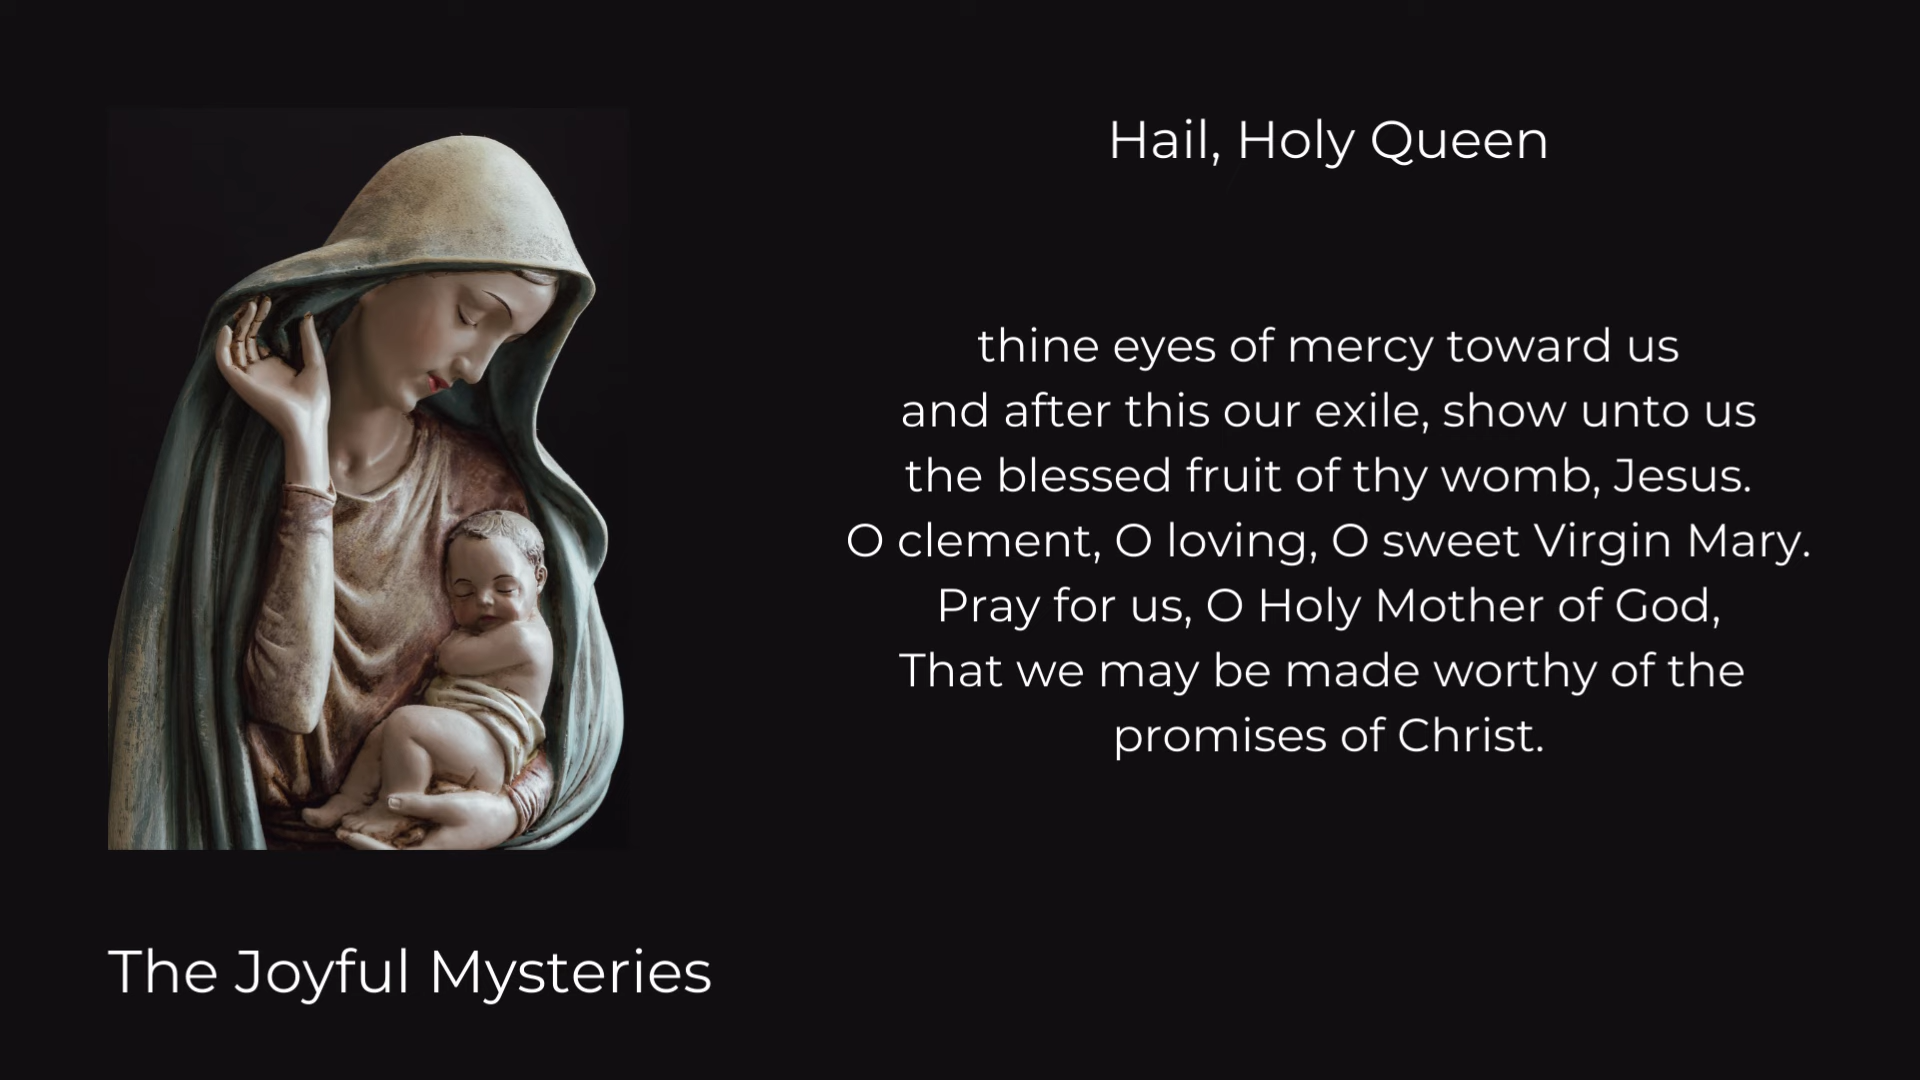 Hail, Holy Queen
thine eyes of mercy toward us
and after this our exile, show unto us
the blessed fruit of thy womb, Jesus.
O clement, O loving, O sweet Virgin Mary.
Pray for us, O Holy Mother of God,
That we may be made worthy of the
promises of Christ.
The Joyful Mysteries